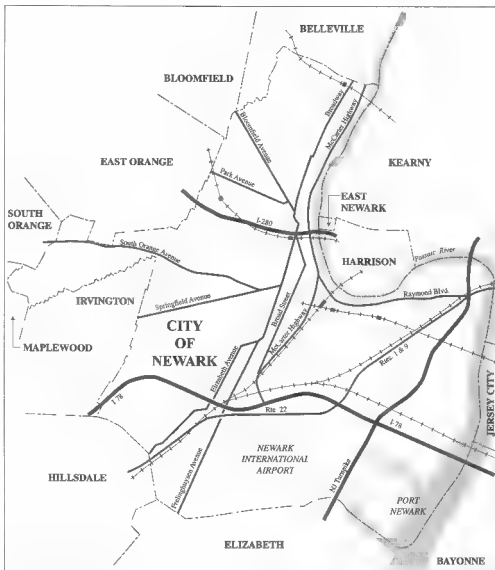 BELLEVILLE
BLOOMFIELD
Broadway
McCarter Highway
Bloomfield Avenue
EAST ORANGE
Park Avenue
KEARNY
EAST
NEWARK
I-280
SOUTH
ORANGE
South Orange Avenue
HARRISON
Passaic River
IRVINGTON
Springfield Avenue
Raymond Blvd.
Broad Street
McCarter Highway
MAPLEWOOD
CITY
OF
NEWARK
Elizabeth Avenue
Rtes. 1 & 9
JERSEY CITY
I-78
Rte 22
I-78
NEWARK
INTERNATIONAL
AIRPORT
HILLSDALE
Frelinghuysen Avenue
NJ Turnpike
PORT
NEWARK
ELIZABETH
BAYONNE